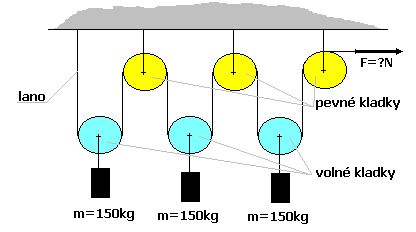 F=?N
lano
pevné kladky
volné kladky
m=150kg
m=150kg
m=150kg